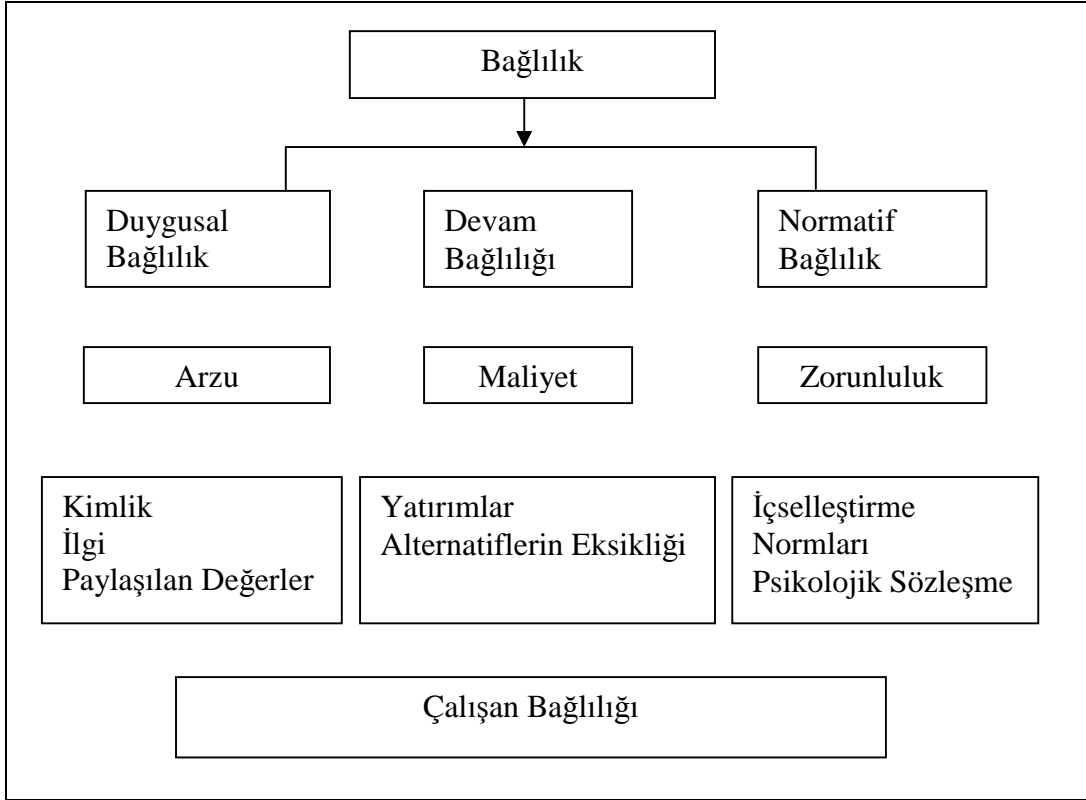 Bağlılık
Duygusal
Bağlılık
Devam
Bağlılığı
Normatif
Bağlılık
Arzu
Maliyet
Zorunluluk
Kimlik
İlgi
Paylaşılan Değerler
Yatırımlar
Alternatiflerin Eksikliği
İçselleştirme
Normları
Psikolojik Sözleşme
Çalışan Bağlılığı